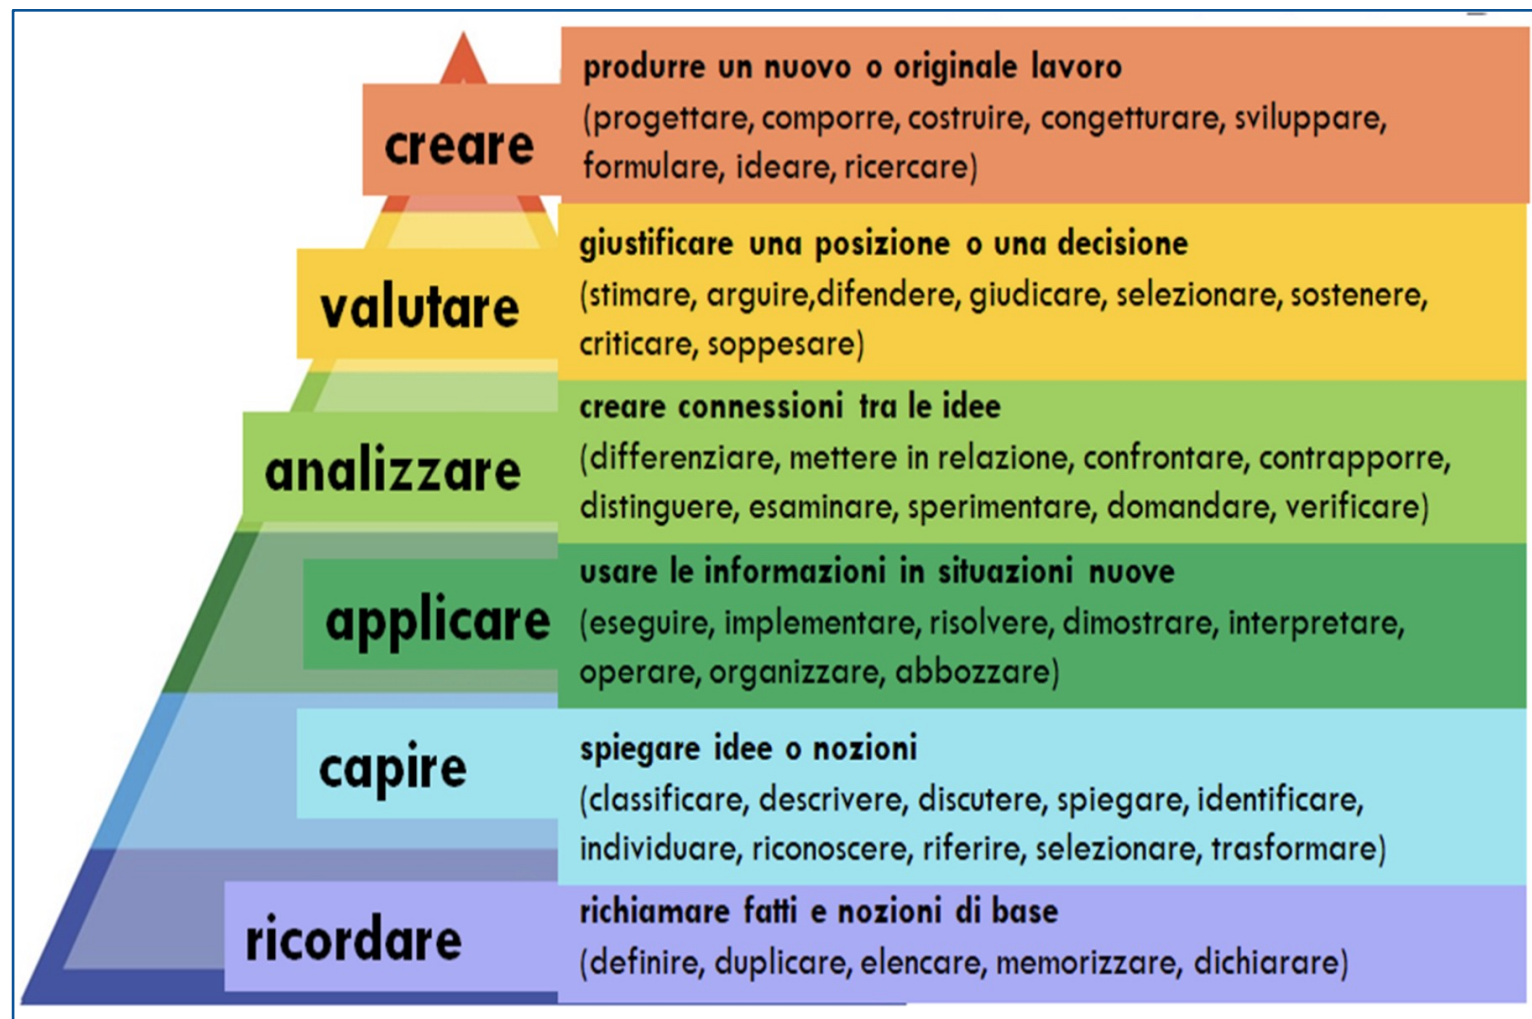 creare
produrre un nuovo o originale lavoro
(progettare, comporre, costruire, congetturare, sviluppare,
formulare, ideare, ricercare)
valutare
giustificare una posizione o una decisione
(stimare, arguire,difendere, giudicare, selezionare, sostenere,
criticare, soppesare)
analizzare
creare connessioni tra le idee
(differenziare, mettere in relazione, confrontare, contrapporre,
distinguere, esaminare, sperimentare, domandare, verificare)
applicare
usare le informazioni in situazioni nuove
(eseguire, implementare, risolvere, dimostrare, interpretare,
operare, organizzare, abbozzare)
capire
spiegare idee o nozioni
(classificare, descrivere, discutere, spiegare, identificare,
individuare, riconoscere, riferire, selezionare, trasformare)
ricordare
richiamare fatti e nozioni di base
(definire, duplicare, elencare, memorizzare, dichiarare)